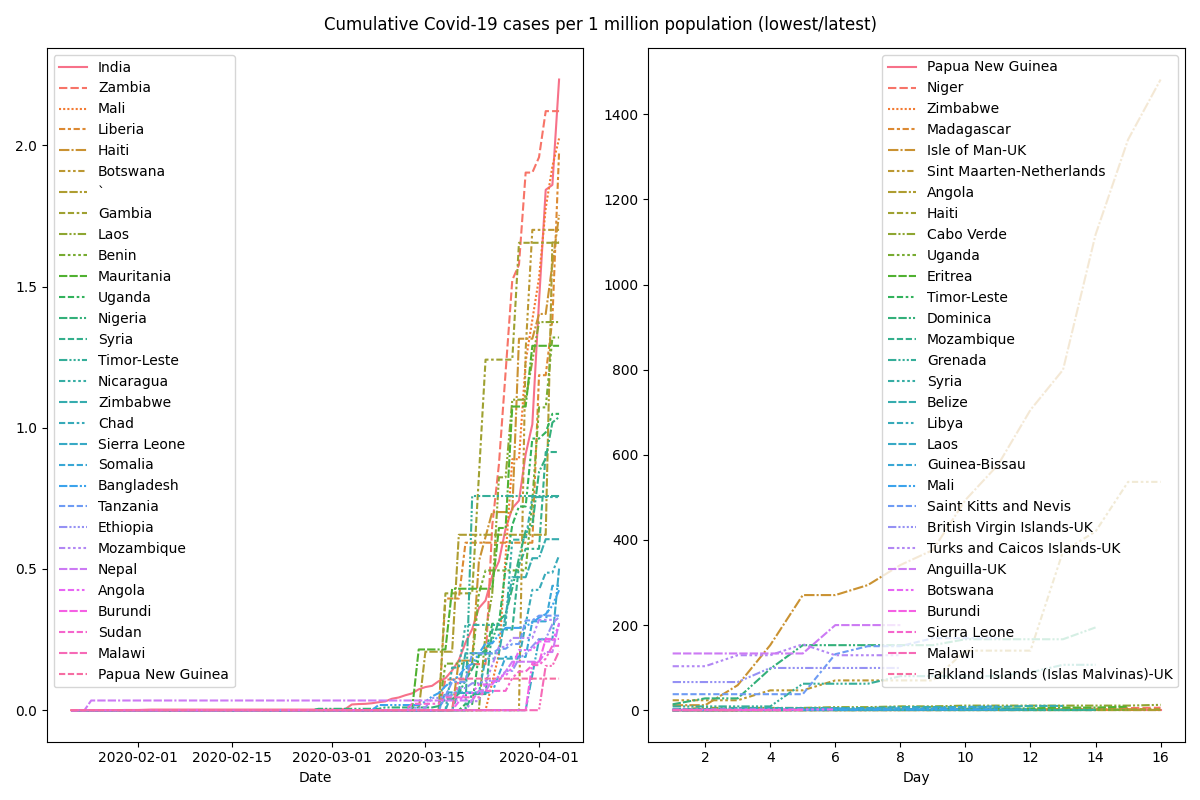 Cumulative Covid-19 cases per 1 million population (lowest/latest)
India
Zambia
Mali
Liberia
Haiti
Botswana
`
Gambia
Laos
Benin
Mauritania
Uganda
Nigeria
Syria
Timor-Leste
Nicaragua
Zimbabwe
Chad
Sierra Leone
Somalia
Bangladesh
Tanzania
Ethiopia
Mozambique
Nepal
Angola
Burundi
Sudan
Malawi
Papua New Guinea
2.0
1.5
1.0
0.5
0.0
2020-02-01 2020-02-15 2020-03-01 2020-03-15 2020-04-01
Date
Papua New Guinea
Niger
Zimbabwe
Madagascar
Isle of Man-UK
Sint Maarten-Netherlands
Angola
Haiti
Cabo Verde
Uganda
Eritrea
Timor-Leste
Dominica
Mozambique
Grenada
Syria
Belize
Libya
Laos
Guinea-Bissau
Mali
Saint Kitts and Nevis
British Virgin Islands-UK
Turks and Caicos Islands-UK
Anguilla-UK
Botswana
Burundi
Sierra Leone
Malawi
Falkland Islands (Islas Malvinas)-UK
1400
1200
1000
800
600
400
200
0
2 4 6 8 10 12 14 16
Day